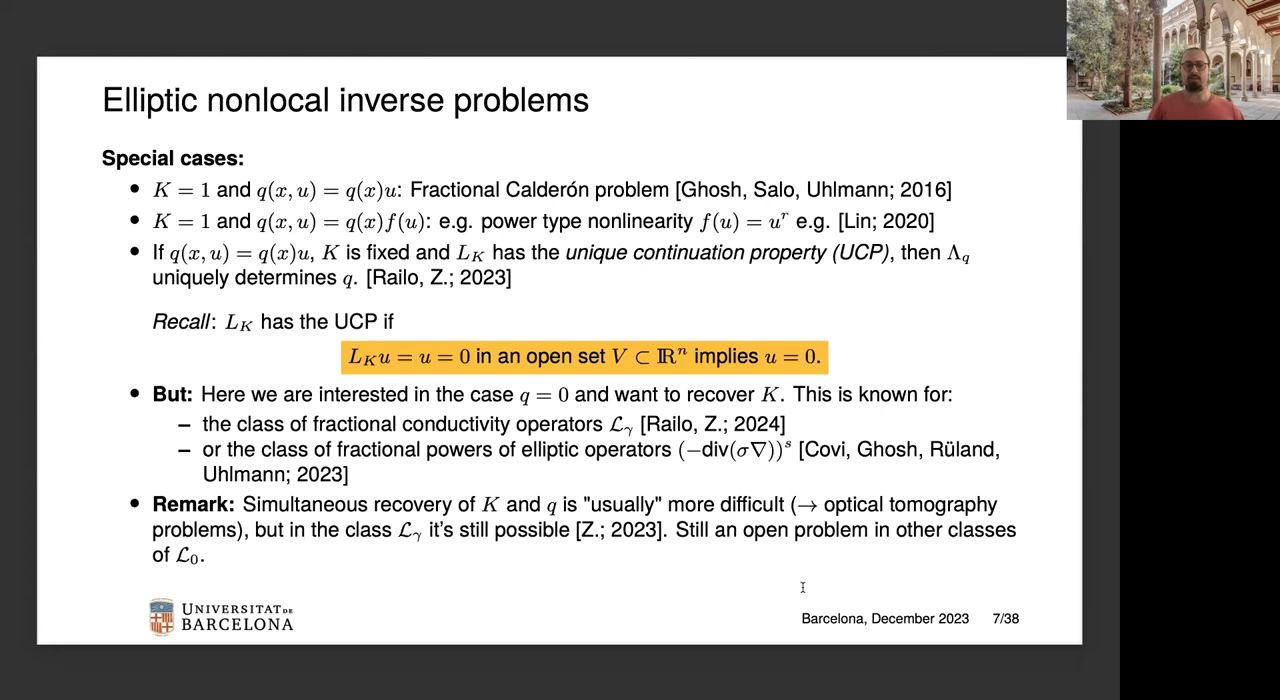 Elliptic nonlocal inverse problems
Special cases:
• K = 1 and q(x, u) = q(x)u: Fractional Calderón problem [Ghosh, Salo, Uhlmann; 2016]
• K = 1 and q(x, u) = q(x)f(u): e.g. power type nonlinearity f(u) = uʳ e.g. [Lin; 2020]
• If q(x, u) = q(x)u, K is fixed and L_K has the unique continuation property (UCP), then Λ_q
uniquely determines q. [Railo, Z.; 2023]
Recall: L_K has the UCP if
L_K u = u = 0 in an open set V ⊂ ℝⁿ implies u = 0.
• But: Here we are interested in the case q = 0 and want to recover K. This is known for:
– the class of fractional conductivity operators ℒ_γ [Railo, Z.; 2024]
– or the class of fractional powers of elliptic operators (−div(σ∇))ˢ [Covi, Ghosh, Rüland,
Uhlmann; 2023]
• Remark: Simultaneous recovery of K and q is "usually" more difficult (→ optical tomography
problems), but in the class ℒ_γ it's still possible [Z.; 2023]. Still an open problem in other classes
of ℒ₀.
UNIVERSITAT DE
BARCELONA
Barcelona, December 2023 7/38